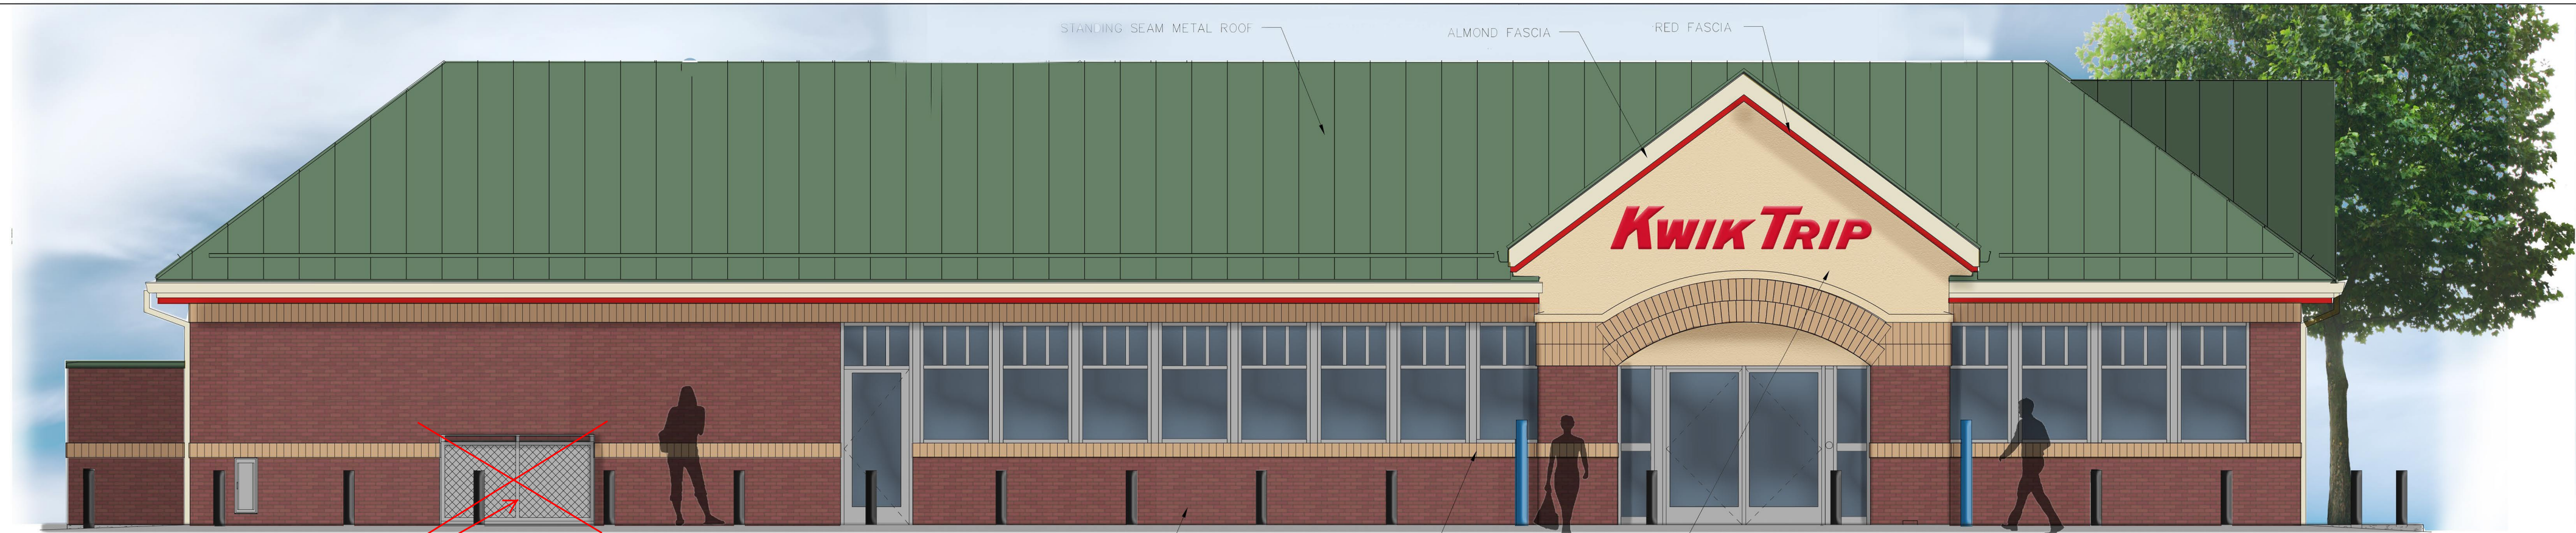 STANDING SEAM METAL ROOF
ALMOND FASCIA
RED FASCIA
KWIK TRIP